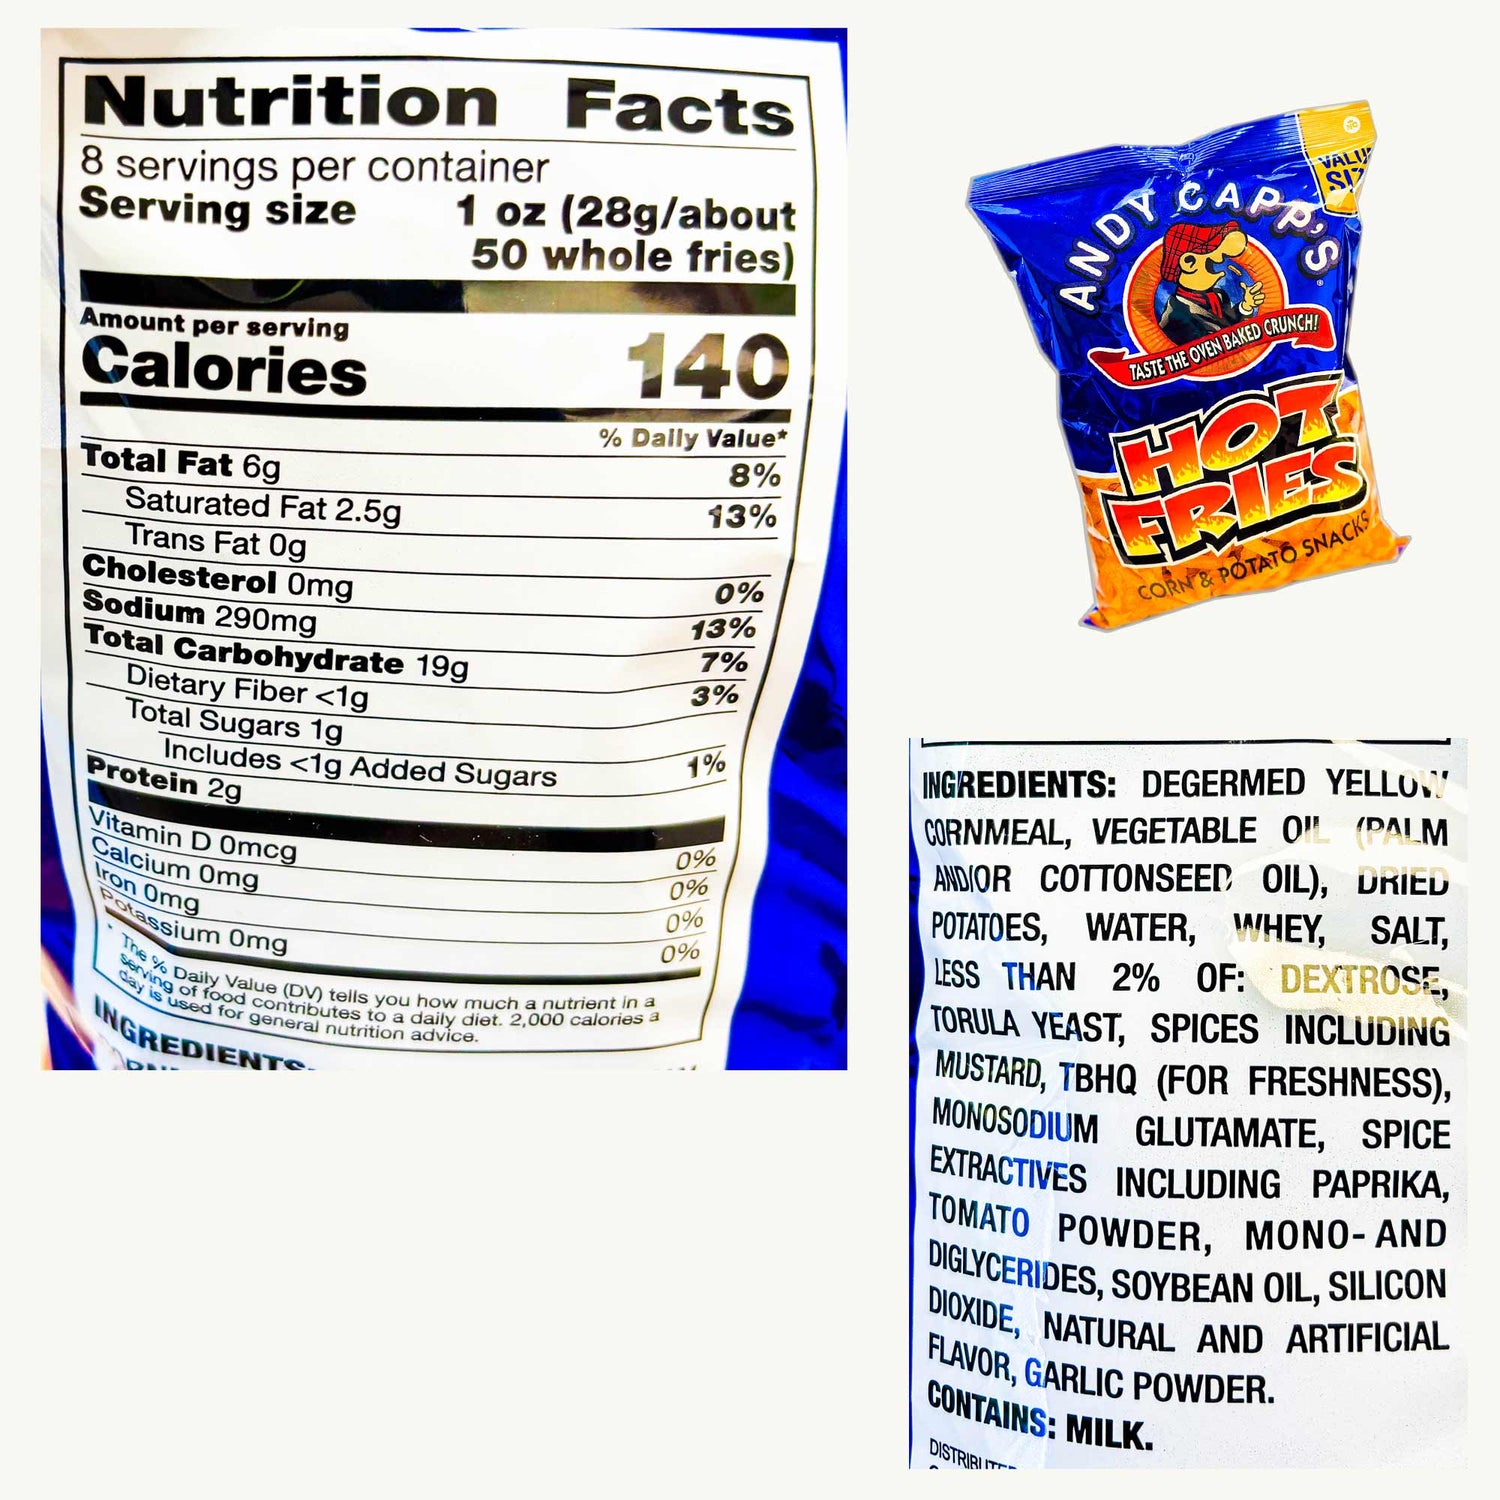 Nutrition Facts
8 servings per container
Serving size 1 oz (28g/about
50 whole fries)
Amount per serving
Calories 140
% Daily Value*
Total Fat 6g 8%
Saturated Fat 2.5g 13%
Trans Fat 0g
Cholesterol 0mg 0%
Sodium 290mg 13%
Total Carbohydrate 19g 7%
Dietary Fiber <1g 3%
Total Sugars 1g
Includes <1g Added Sugars 1%
Protein 2g
Vitamin D 0mcg 0%
Calcium 0mg 0%
Iron 0mg 0%
Potassium 0mg 0%
* The % Daily Value (DV) tells you how much a nutrient in a
serving of food contributes to a daily diet. 2,000 calories a
day is used for general nutrition advice.
INGREDIENTS:
ANDY CAPP'S®
TASTE THE OVEN BAKED CRUNCH!
HOT
FRIES
CORN & POTATO SNACKS
INGREDIENTS: DEGERMED YELLOW
CORNMEAL, VEGETABLE OIL (PALM
AND/OR COTTONSEED OIL), DRIED
POTATOES, WATER, WHEY, SALT,
LESS THAN 2% OF: DEXTROSE,
TORULA YEAST, SPICES INCLUDING
MUSTARD, TBHQ (FOR FRESHNESS),
MONOSODIUM GLUTAMATE, SPICE
EXTRACTIVES INCLUDING PAPRIKA,
TOMATO POWDER, MONO- AND
DIGLYCERIDES, SOYBEAN OIL, SILICON
DIOXIDE, NATURAL AND ARTIFICIAL
FLAVOR, GARLIC POWDER.
CONTAINS: MILK.